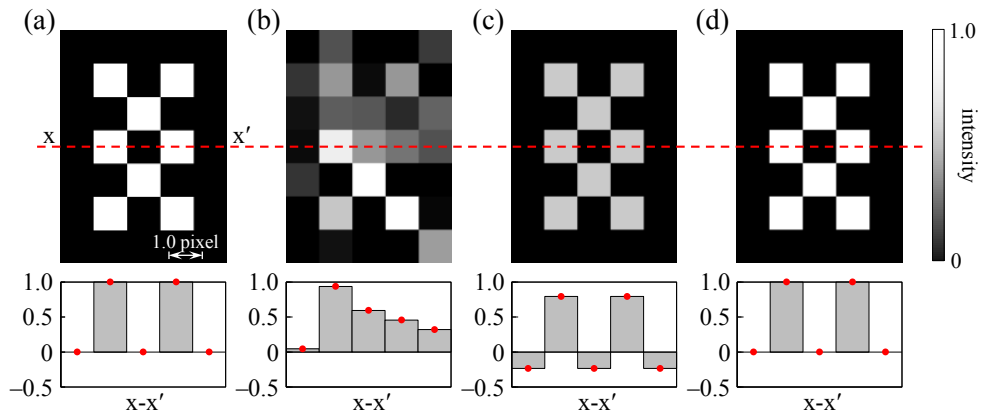 (a) (b) (c) (d)
1.0
x x′
intensity
1.0 pixel
0
1.0 1.0 1.0 1.0
0.5 0.5 0.5 0.5
0 0 0 0
–0.5 –0.5 –0.5 –0.5
x-x′ x-x′ x-x′ x-x′